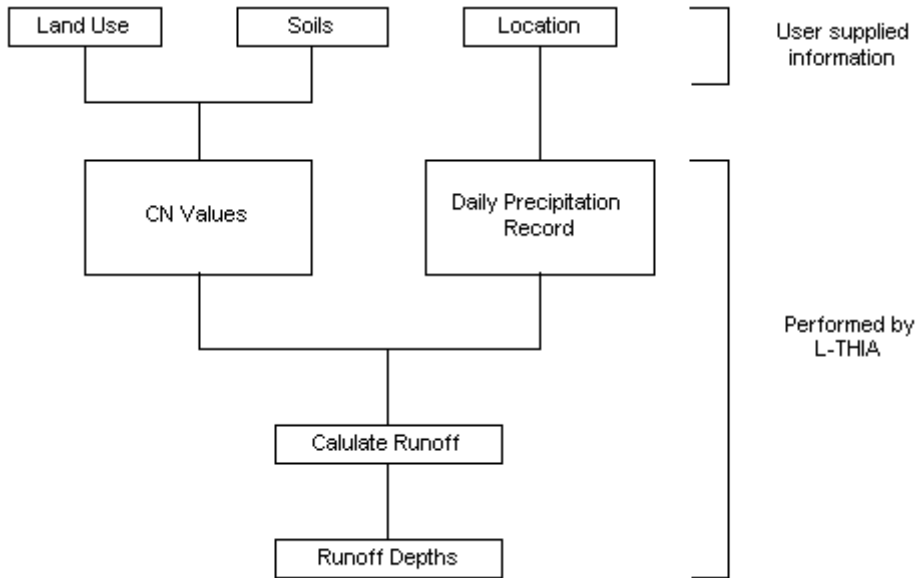 Land Use
Soils
Location
User supplied
information
CN Values
Daily Precipitation
Record
Performed by
L-THIA
Calulate Runoff
Runoff Depths